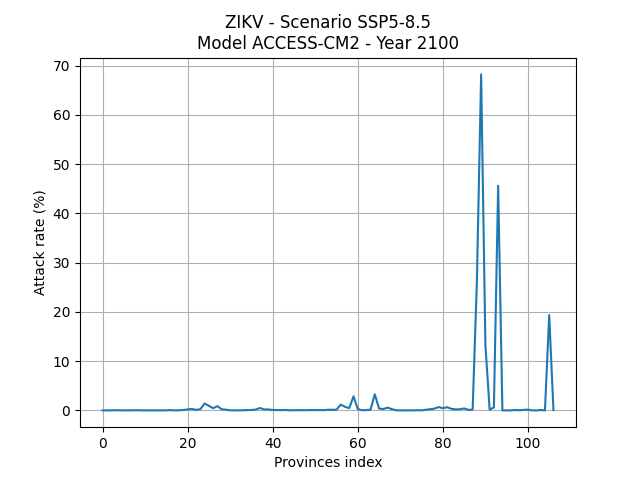 ZIKV - Scenario SSP5-8.5
Model ACCESS-CM2 - Year 2100
70
60
50
40
30
20
10
0
Attack rate (%)
0 20 40 60 80 100
Provinces index